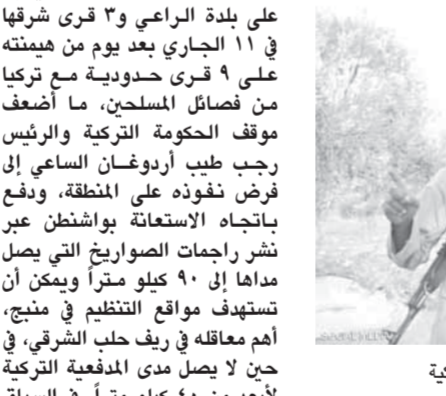 على بلدة الراعي و٣ قرى شرقها
في ١١ الجاري بعد يوم من هيمنته
على ٩ قرى حدودية مع تركيا
من فصائل المسلحين، ما أضعف
موقف الحكومة التركية والرئيس
رجب طيب أردوغان الساعي إلى
فرض نفوذه على المنطقة، ودفع
باتجاه الاستعانة بواشنطن عبر
نشر راجمات الصواريخ التي يصل
مداها إلى ٩٠ كيلو متراً ويمكن أن
تستهدف مواقع التنظيم في منبج،
أهم معاقله في ريف حلب الشرقي، في
حين لا يصل مدى المدفعية التركية